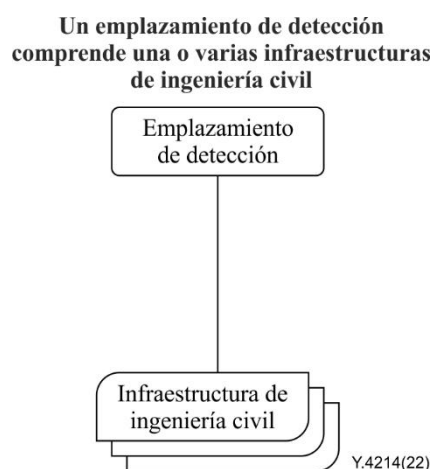 Un emplazamiento de detección
comprende una o varias infraestructuras
de ingeniería civil
Emplazamiento
de detección
Infraestructura de
ingeniería civil
Y.4214(22)